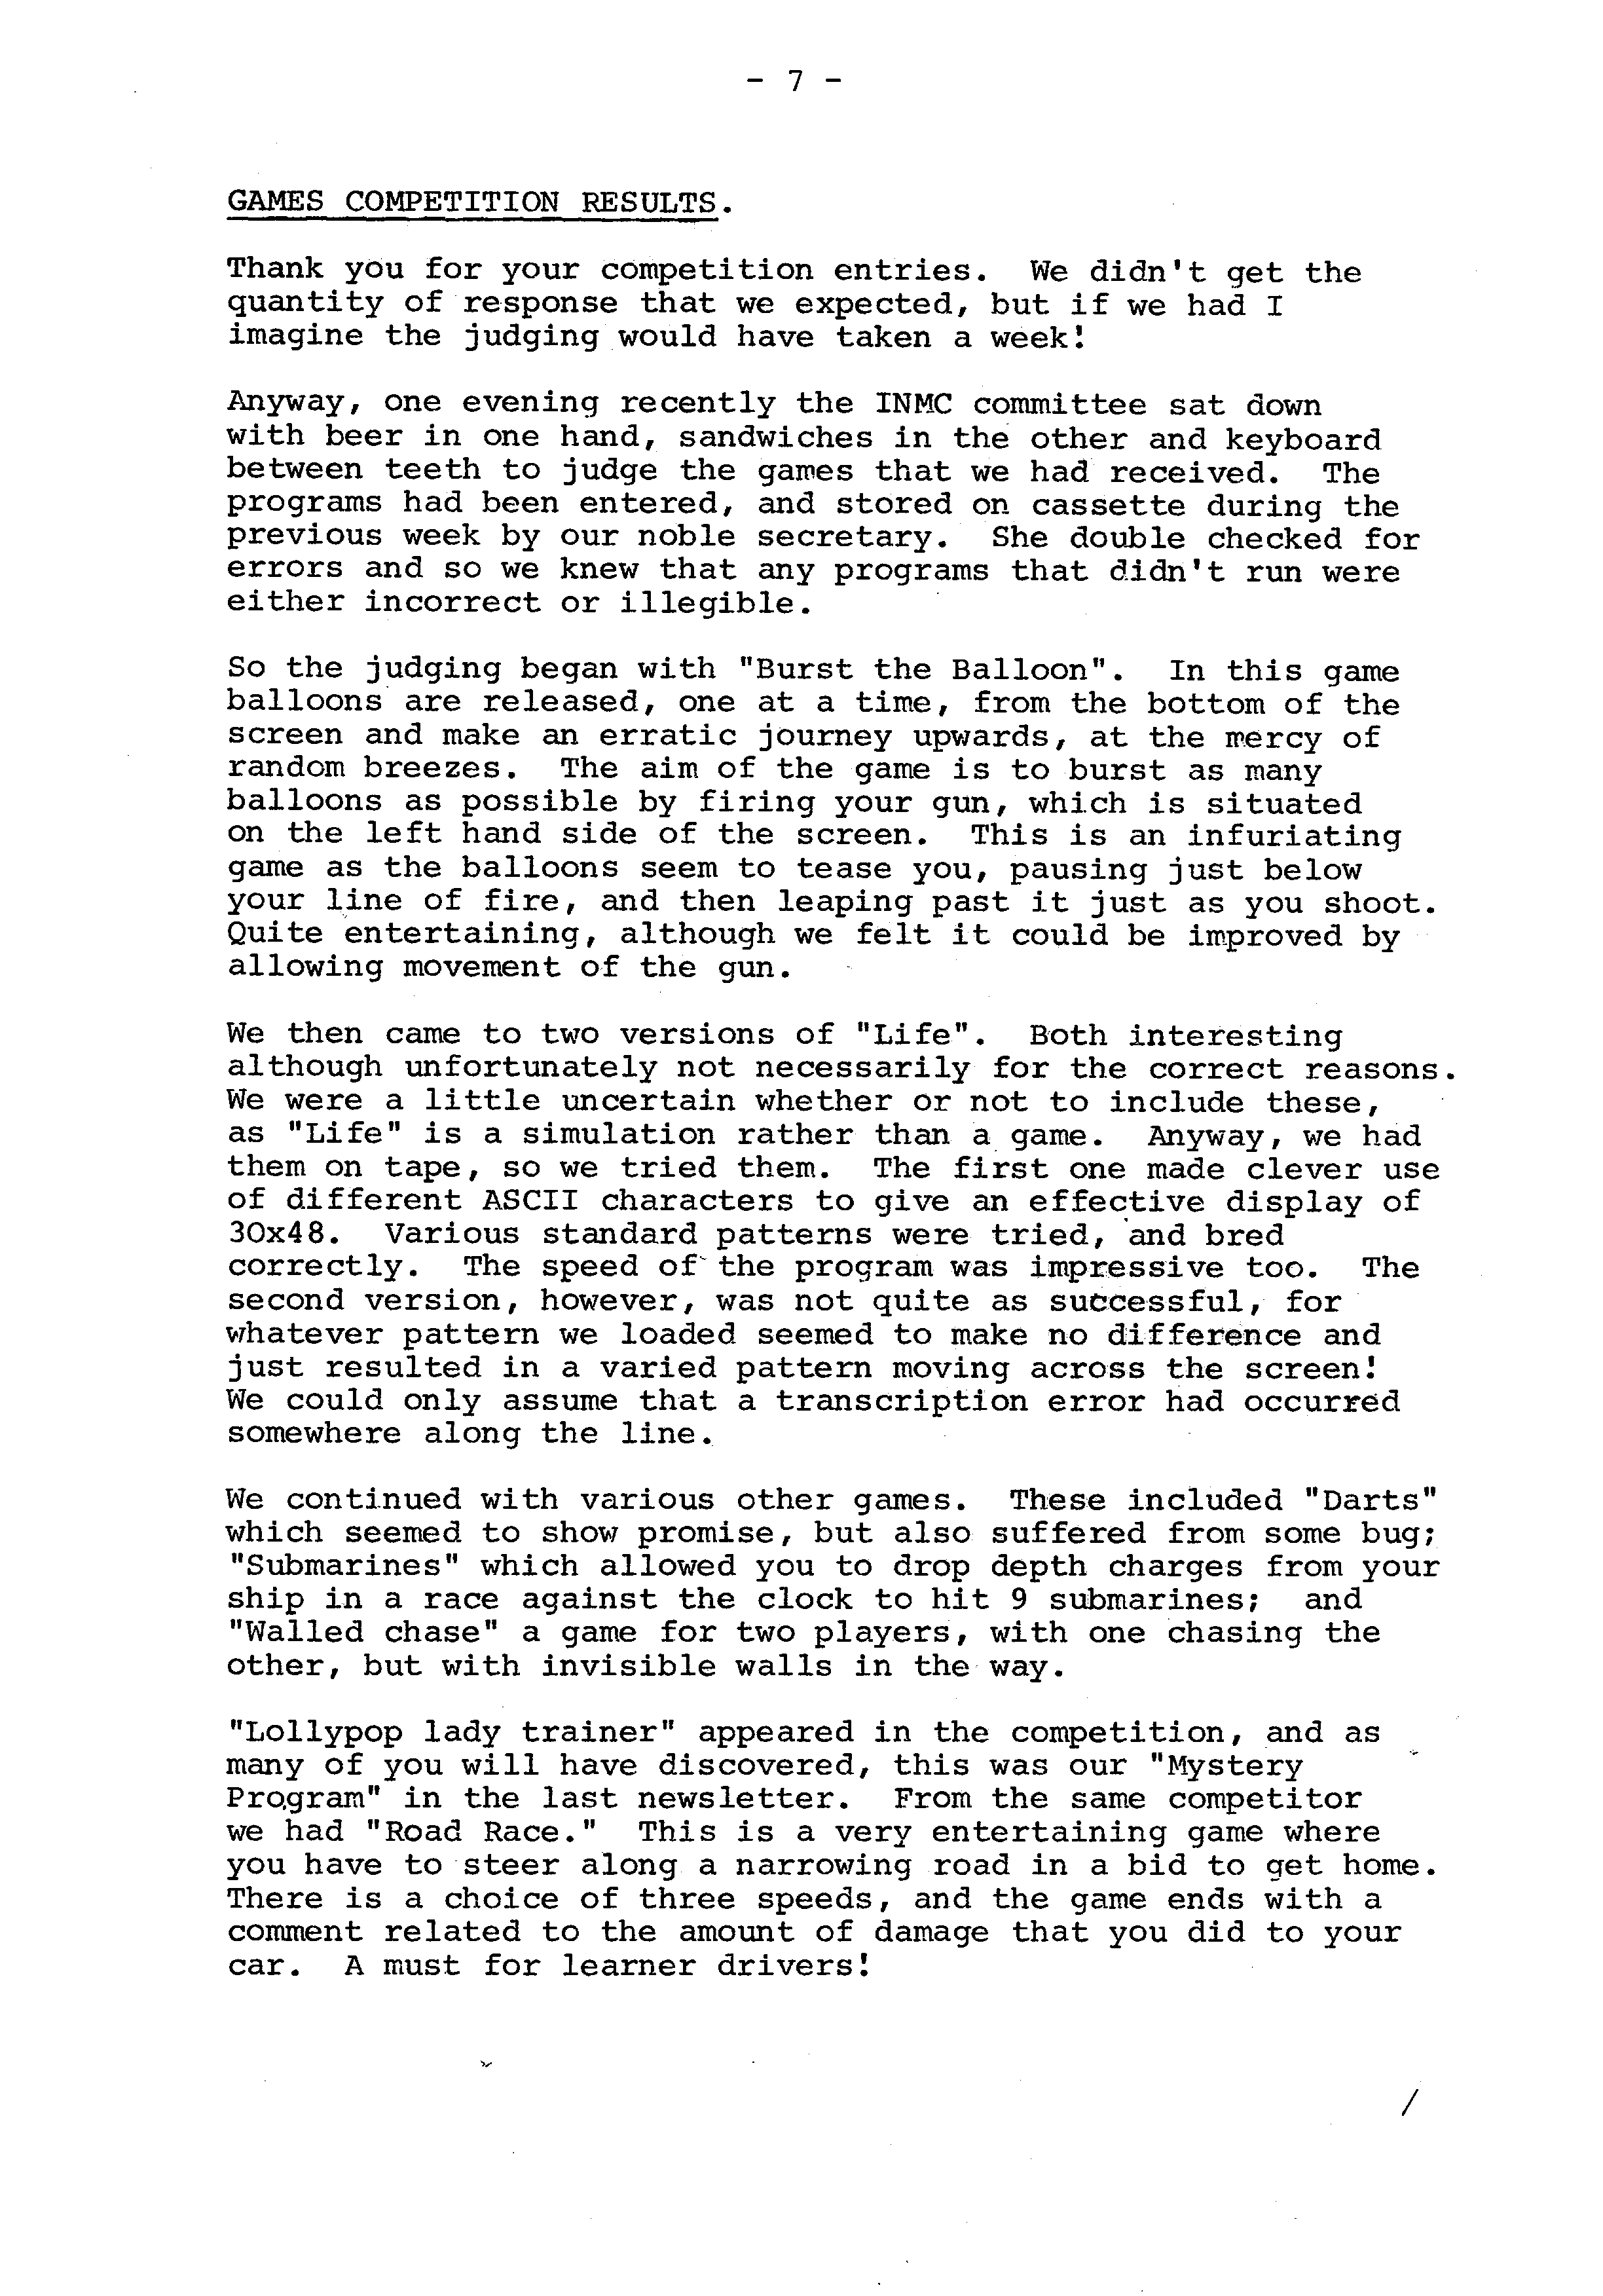 - 7 -
GAMES COMPETITION RESULTS.
Thank you for your competition entries.  We didn't get the
quantity of response that we expected, but if we had I
imagine the judging would have taken a week!
Anyway, one evening recently the INMC committee sat down
with beer in one hand, sandwiches in the other and keyboard
between teeth to judge the games that we had received.  The
programs had been entered, and stored on cassette during the
previous week by our noble secretary.  She double checked for
errors and so we knew that any programs that didn't run were
either incorrect or illegible.
So the judging began with "Burst the Balloon".  In this game
balloons are released, one at a time, from the bottom of the
screen and make an erratic journey upwards, at the mercy of
random breezes.  The aim of the game is to burst as many
balloons as possible by firing your gun, which is situated
on the left hand side of the screen.  This is an infuriating
game as the balloons seem to tease you, pausing just below
your line of fire, and then leaping past it just as you shoot.
Quite entertaining, although we felt it could be improved by
allowing movement of the gun.
We then came to two versions of "Life".  Both interesting
although unfortunately not necessarily for the correct reasons.
We were a little uncertain whether or not to include these,
as "Life" is a simulation rather than a game.  Anyway, we had
them on tape, so we tried them.  The first one made clever use
of different ASCII characters to give an effective display of
30x48.  Various standard patterns were tried, and bred
correctly.  The speed of the program was impressive too.  The
second version, however, was not quite as successful, for
whatever pattern we loaded seemed to make no difference and
just resulted in a varied pattern moving across the screen!
We could only assume that a transcription error had occurred
somewhere along the line.
We continued with various other games.  These included "Darts"
which seemed to show promise, but also suffered from some bug;
"Submarines" which allowed you to drop depth charges from your
ship in a race against the clock to hit 9 submarines;  and
"Walled chase" a game for two players, with one chasing the
other, but with invisible walls in the way.
"Lollypop lady trainer" appeared in the competition, and as
many of you will have discovered, this was our "Mystery
Program" in the last newsletter.  From the same competitor
we had "Road Race."  This is a very entertaining game where
you have to steer along a narrowing road in a bid to get home.
There is a choice of three speeds, and the game ends with a
comment related to the amount of damage that you did to your
car.  A must for learner drivers!
/